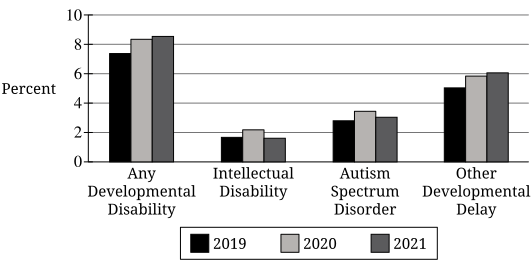 10
8
6
4
2
0
Percent
Any
Developmental
Disability
Intellectual
Disability
Autism
Spectrum
Disorder
Other
Developmental
Delay
2019 2020 2021